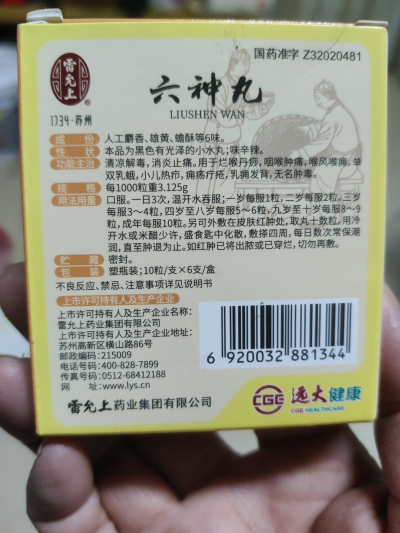 国药准字 Z32020481
雷允上
1734·苏州
六神丸
LIUSHEN WAN
成 份 人工麝香、雄黄、蟾酥等6味。
性 状 本品为黑色有光泽的小水丸;味辛辣。
功能主治 清凉解毒,消炎止痛。用于烂喉丹痧,咽喉肿痛,喉风喉痈,单
双乳蛾,小儿热疖,痈疡疔疮,乳痈发背,无名肿毒。
规 格 每1000粒重3.125g
用法用量 口服。一日3次,温开水吞服;一岁每服1粒,二岁每服2粒,三岁
每服3~4粒,四岁至八岁每服5~6粒,九岁至十岁每服8~9
粒,成年每服10粒。另可外敷在皮肤红肿处,取丸十数粒,用冷
开水或米醋少许,盛食匙中化散,敷搽四周,每日数次常保潮
润,直至肿退为止。如红肿已将出脓或已穿烂,切勿再敷。
贮 藏 密封。
包 装 塑瓶装;10粒/支×6支/盒
不良反应、禁忌、注意事项详见说明书
上市许可持有人及生产企业
上市许可持有人及生产企业名称:
雷允上药业集团有限公司
上市许可持有人及生产企业地址:
苏州高新区横山路86号
邮政编码:215009
电话号码:400-828-7899
传真号码:0512-68412188
网 址:www.lys.cn
6 920032 881344
雷允上药业集团有限公司
CGE 远大健康
CGE HEALTHCARE